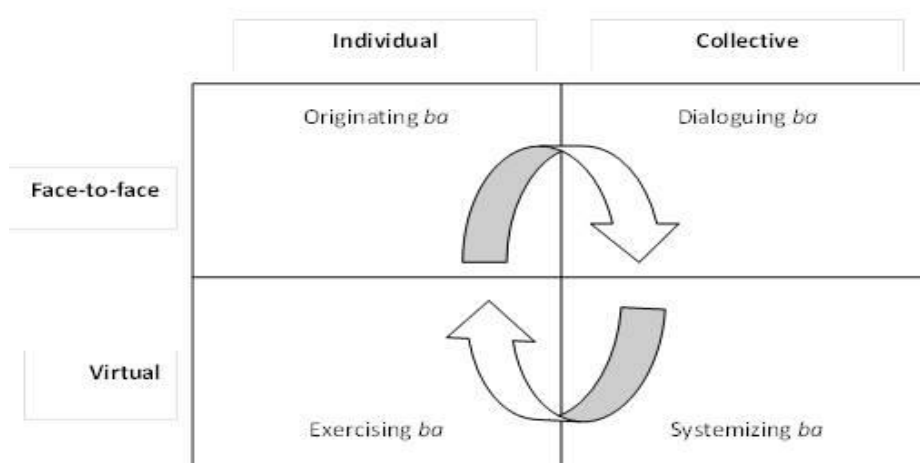 Individual
Collective
Originating ba
Dialoguing ba
Face-to-face
Virtual
Exercising ba
Systemizing ba